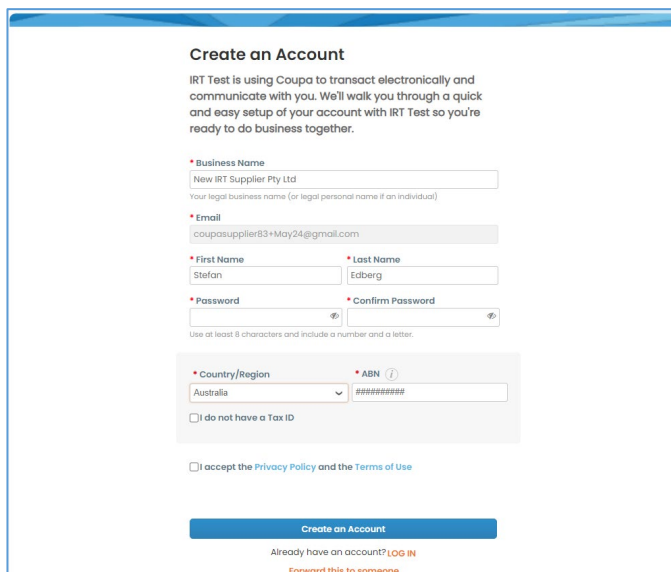 Create an Account
IRT Test is using Coupa to transact electronically and
communicate with you. We'll walk you through a quick
and easy setup of your account with IRT Test so you're
ready to do business together.
* Business Name
New IRT Supplier Pty Ltd
Your legal business name (or legal personal name if an individual)
* Email
coupasupplier83+May24@gmail.com
* First Name * Last Name
Stefan Edberg
* Password * Confirm Password
Use at least 8 characters and include a number and a letter.
* Country/Region * ABN i
Australia ##########
I do not have a Tax ID
I accept the Privacy Policy and the Terms of Use
Create an Account
Already have an account? LOG IN
Forward this to someone